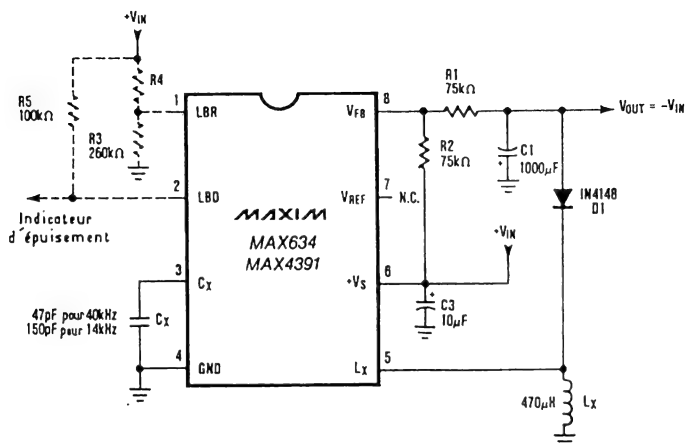 +VIN
R4
R5
100kΩ
R3
260kΩ
1
LBR
2
LBD
Indicateur
d'épuisement
3
CX
47pF pour 40kHz
150pF pour 14kHz
CX
4
GND
MAXIM
MAX634
MAX4391
8
VFB
R1
75kΩ
R2
75kΩ
C1
+
1000µF
VOUT = -VIN
7
VREF
N.C.
1N4148
D1
+VIN
6
+VS
+
C3
10µF
5
LX
470µH
LX